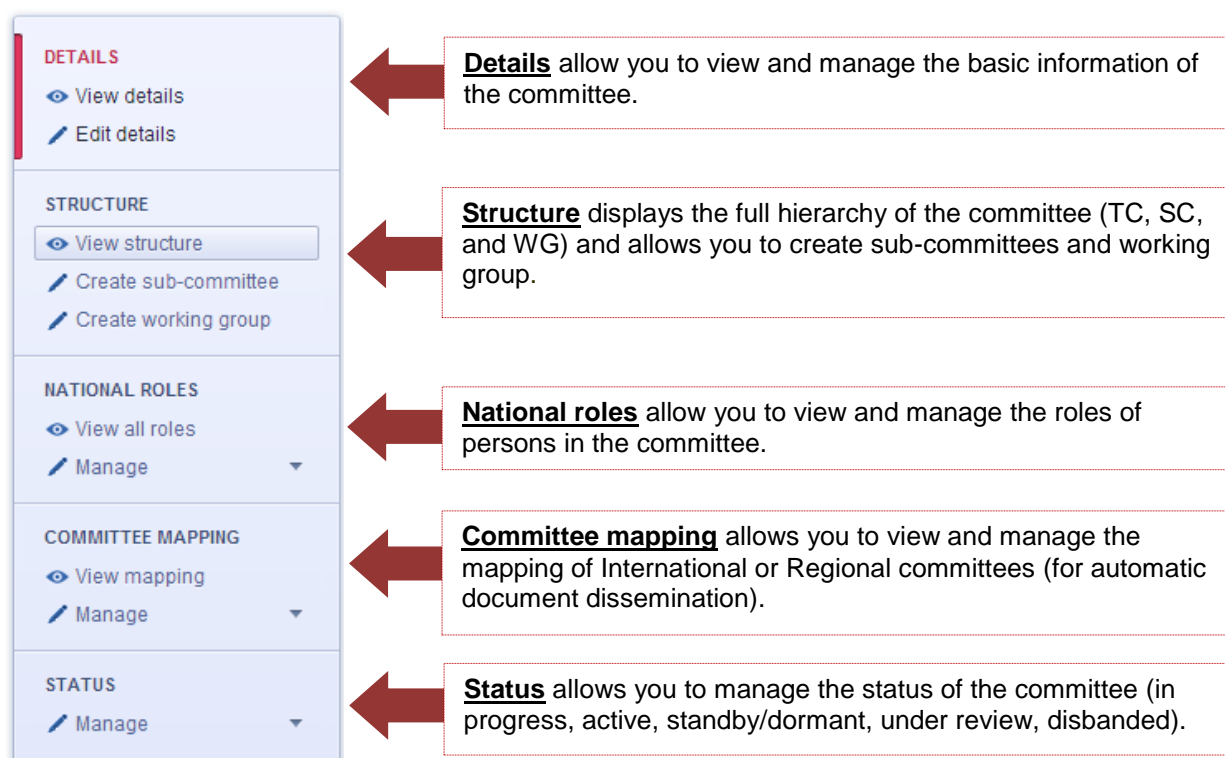 DETAILS
View details
Edit details
Details allow you to view and manage the basic information of
the committee.
STRUCTURE
View structure
Create sub-committee
Create working group
Structure displays the full hierarchy of the committee (TC, SC,
and WG) and allows you to create sub-committees and working
group.
NATIONAL ROLES
View all roles
Manage
National roles allow you to view and manage the roles of
persons in the committee.
COMMITTEE MAPPING
View mapping
Manage
Committee mapping allows you to view and manage the
mapping of International or Regional committees (for automatic
document dissemination).
STATUS
Manage
Status allows you to manage the status of the committee (in
progress, active, standby/dormant, under review, disbanded).